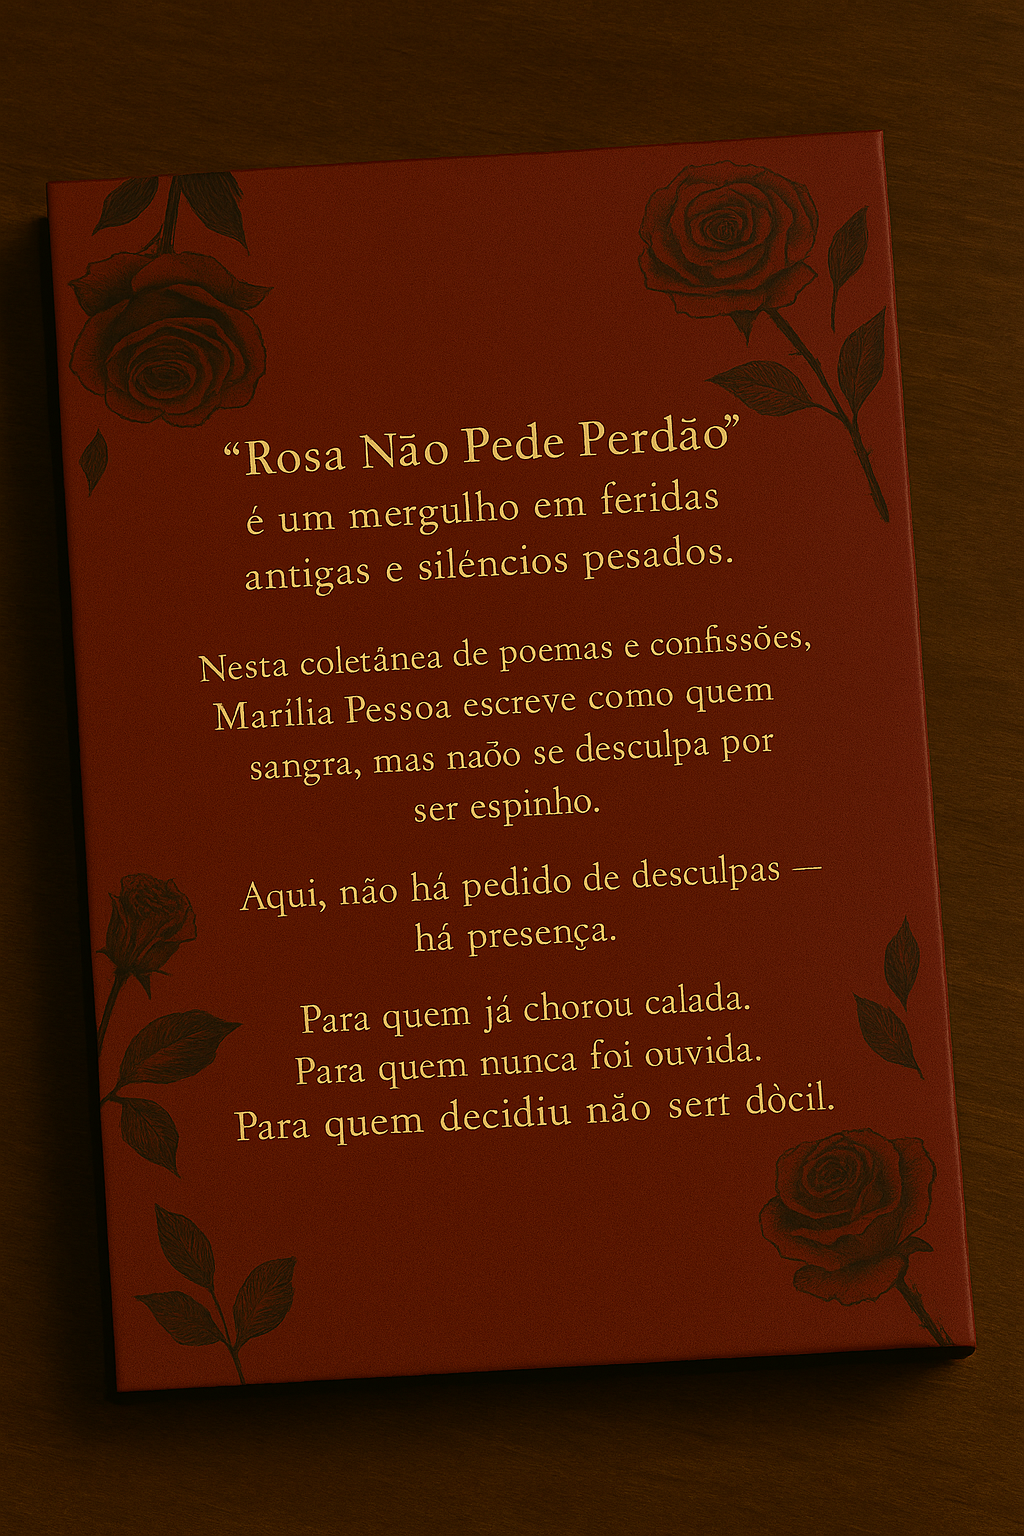 “Rosa Não Pede Perdão”
é um mergulho em feridas
antigas e siléncios pesados.
Nesta coletånea de poemas e confissões,
Marília Pessoa escreve como quem
sangra, mas naõo se desculpa por
ser espinho.
Aqui, não há pedido de desculpas —
há presença.
Para quem já chorou calada.
Para quem nunca foi ouvida.
Para quem decidiu não sert dòcil.